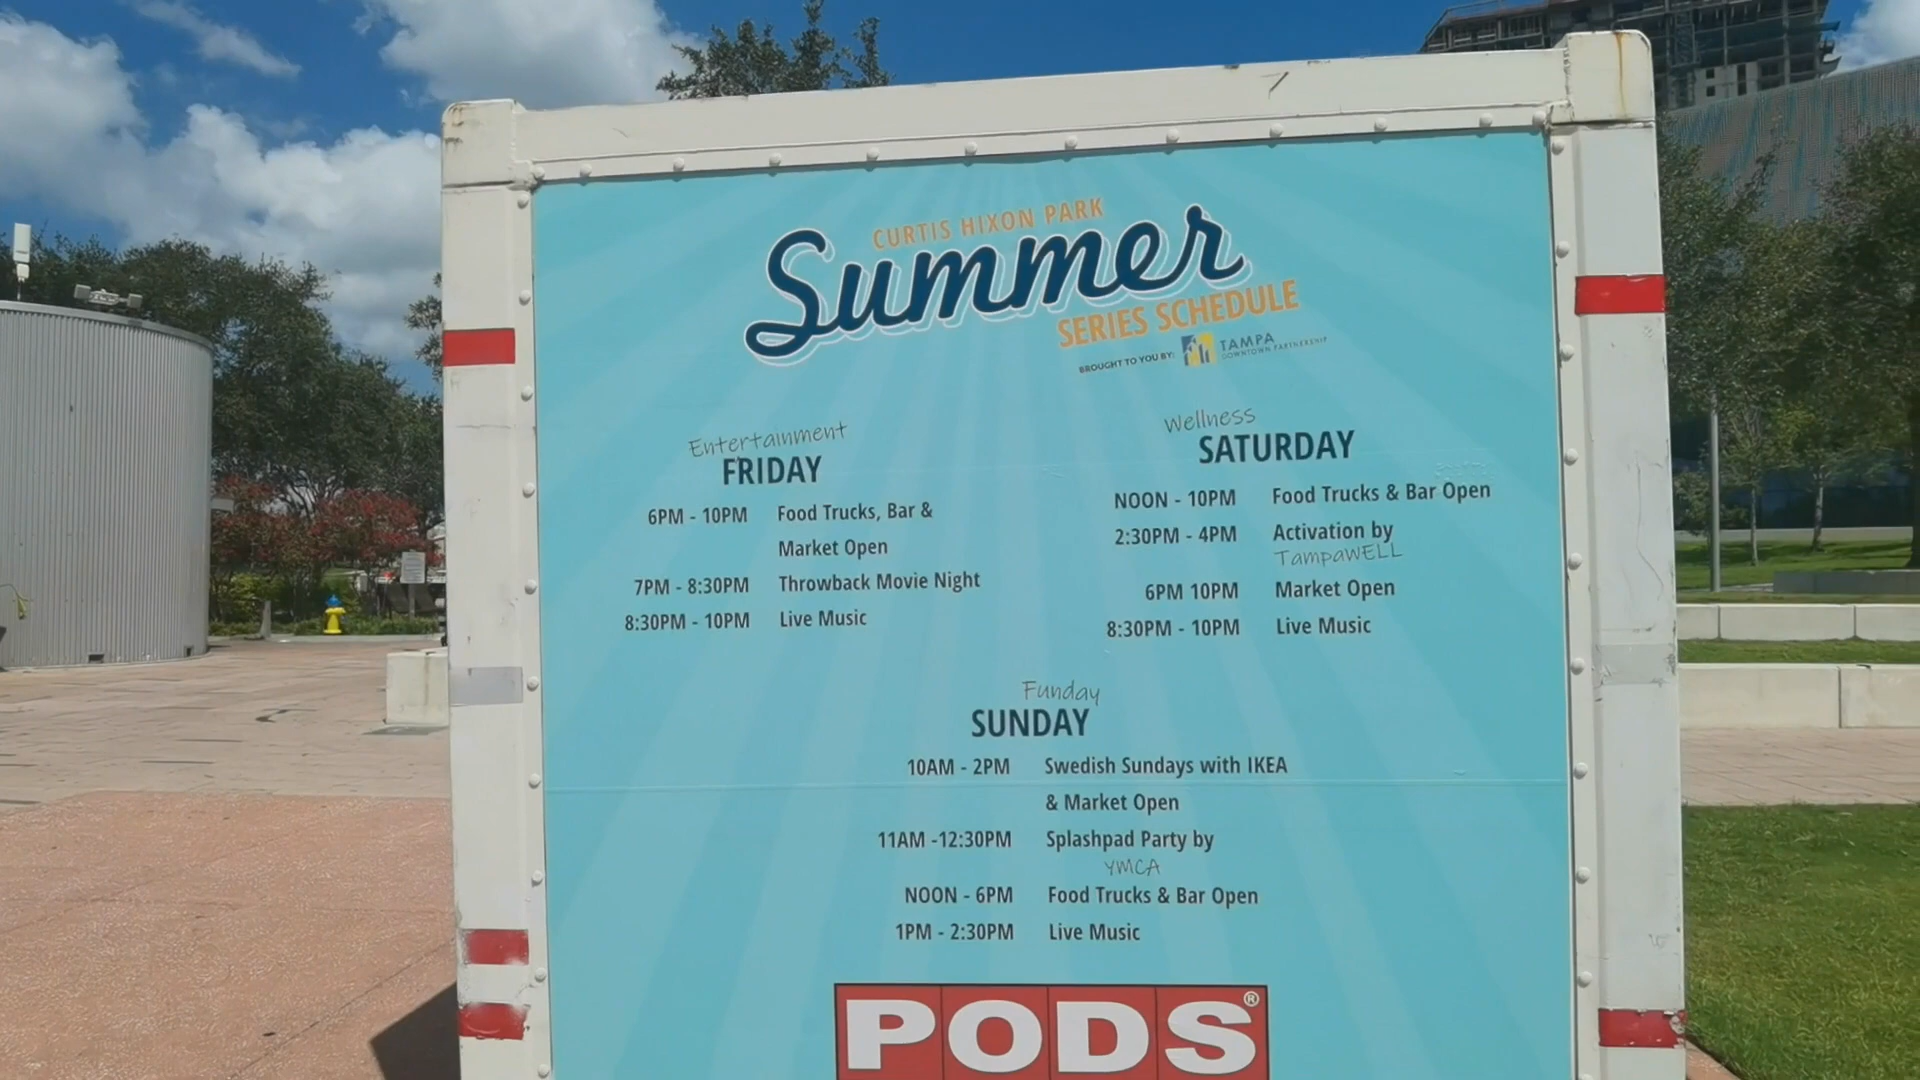 CURTIS HIXON PARK
Summer
SERIES SCHEDULE
BROUGHT TO YOU BY: TAMPA
DOWNTOWN PARTNERSHIP
Entertainment
FRIDAY
6PM - 10PM Food Trucks, Bar &
Market Open
7PM - 8:30PM Throwback Movie Night
8:30PM - 10PM Live Music
Wellness
SATURDAY
NOON - 10PM Food Trucks & Bar Open
2:30PM - 4PM Activation by
TampaWELL
6PM 10PM Market Open
8:30PM - 10PM Live Music
Funday
SUNDAY
10AM - 2PM Swedish Sundays with IKEA
& Market Open
11AM -12:30PM Splashpad Party by
YMCA
NOON - 6PM Food Trucks & Bar Open
1PM - 2:30PM Live Music
PODS®